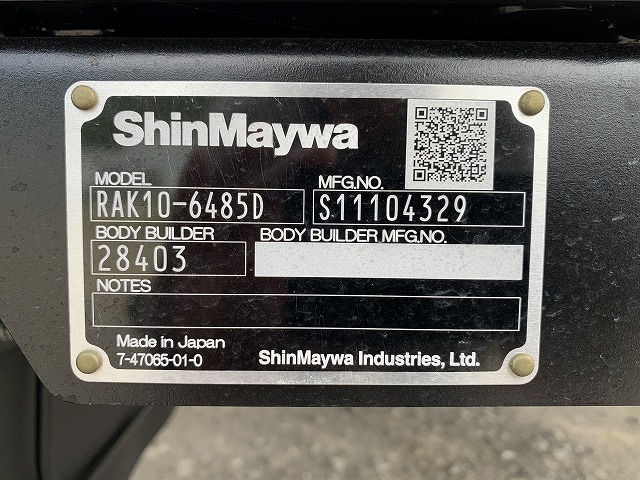 ShinMaywa
MODEL MFG.NO.
RAK10-6485D S11104329
BODY BUILDER BODY BUILDER MFG.NO.
28403
NOTES
Made in Japan
7-47065-01-0 ShinMaywa Industries, Ltd.